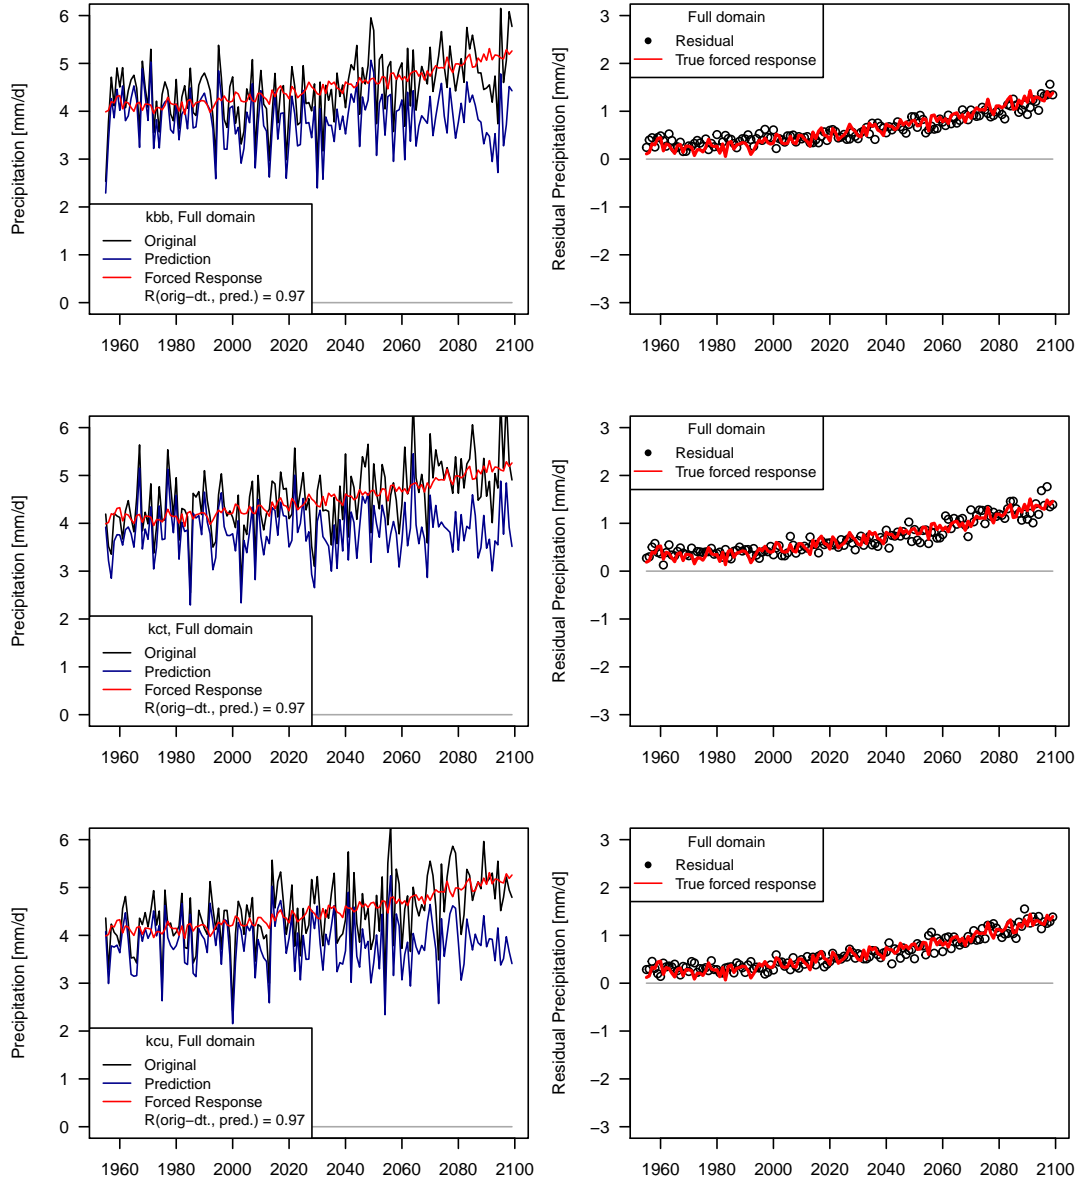 6
5
4
3
2
1
0
Precipitation [mm/d]
kbb, Full domain
Original
Prediction
Forced Response
R(orig−dt., pred.) = 0.97
1960 1980 2000 2020 2040 2060 2080 2100
3
2
1
0
−1
−2
−3
Residual Precipitation [mm/d]
Full domain
Residual
True forced response
1960 1980 2000 2020 2040 2060 2080 2100
6
5
4
3
2
1
0
Precipitation [mm/d]
kct, Full domain
Original
Prediction
Forced Response
R(orig−dt., pred.) = 0.97
1960 1980 2000 2020 2040 2060 2080 2100
3
2
1
0
−1
−2
−3
Residual Precipitation [mm/d]
Full domain
Residual
True forced response
1960 1980 2000 2020 2040 2060 2080 2100
6
5
4
3
2
1
0
Precipitation [mm/d]
kcu, Full domain
Original
Prediction
Forced Response
R(orig−dt., pred.) = 0.97
1960 1980 2000 2020 2040 2060 2080 2100
3
2
1
0
−1
−2
−3
Residual Precipitation [mm/d]
Full domain
Residual
True forced response
1960 1980 2000 2020 2040 2060 2080 2100